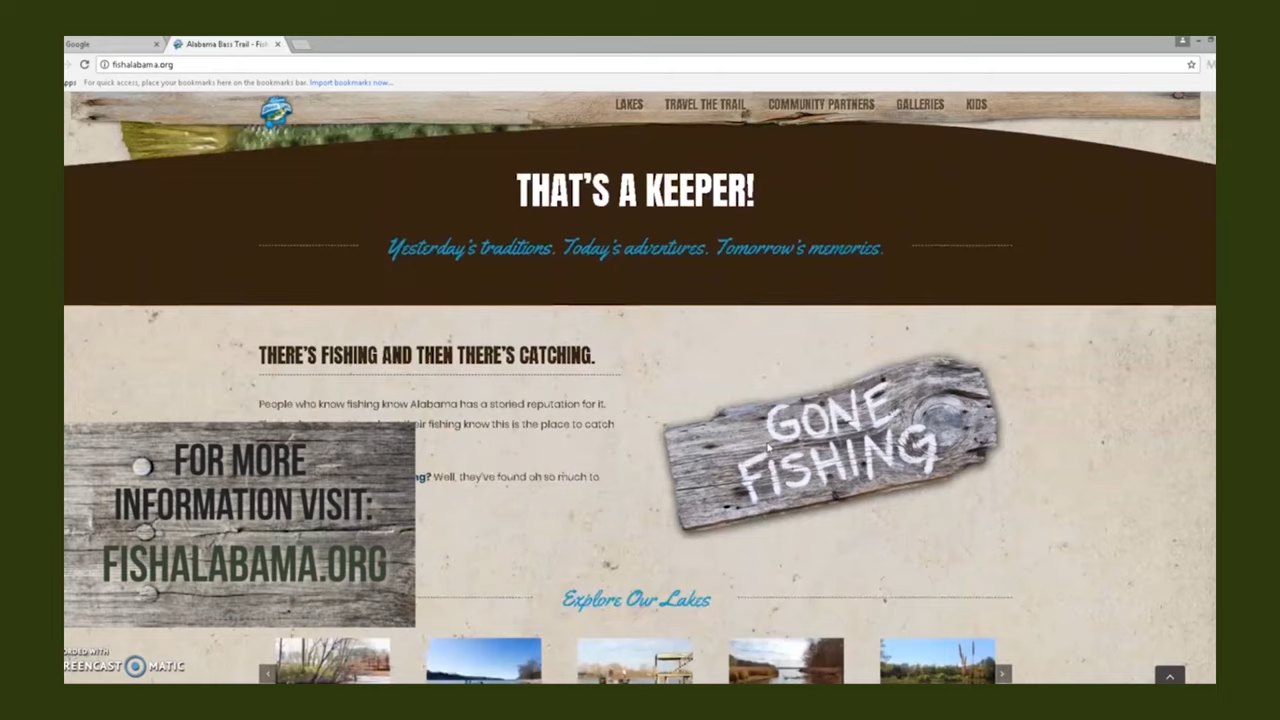 Google
Alabama Bass Trail - Fish
fishalabama.org
pps For quick access, place your bookmarks here on the bookmarks bar. Import bookmarks now...
LAKES TRAVEL THE TRAIL COMMUNITY PARTNERS GALLERIES KIDS
THAT'S A KEEPER!
Yesterday's traditions. Today's adventures. Tomorrow's memories.
THERE'S FISHING AND THEN THERE'S CATCHING.
People who know fishing know Alabama has a storied reputation for it.
fishing know this is the place to catch
ng? Well, they've found oh so much to
GONE
FISHING
FOR MORE
INFORMATION VISIT:
FISHALABAMA.ORG
Explore Our Lakes
ORDED WITH
REENCAST MATIC